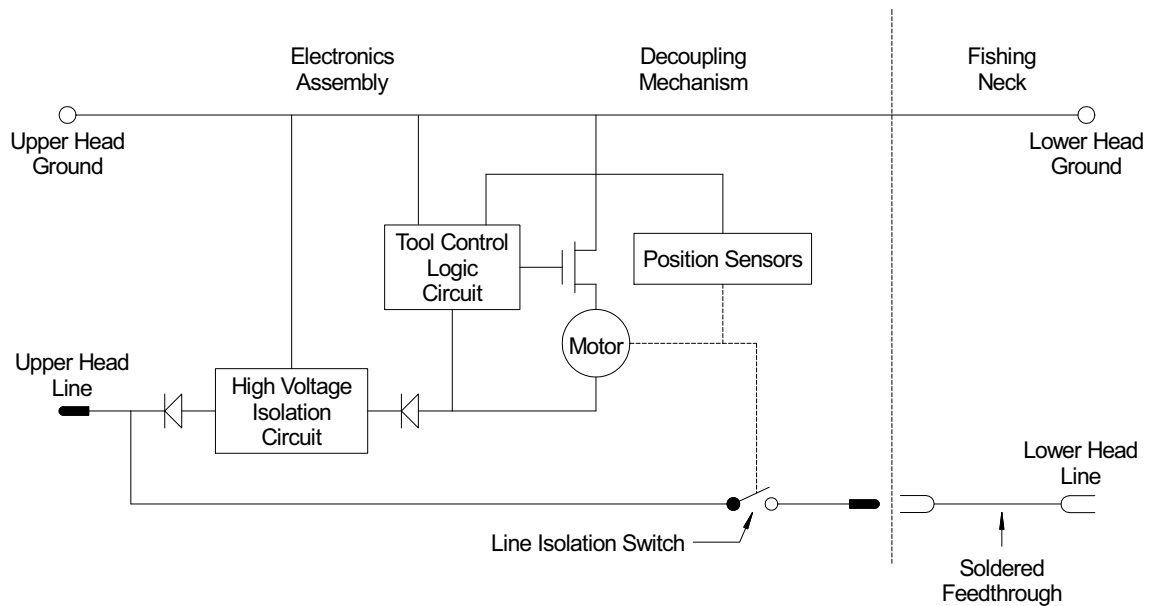 Electronics
Assembly
Decoupling
Mechanism
Fishing
Neck
Upper Head
Ground
Lower Head
Ground
Tool Control
Logic
Circuit
Position Sensors
Motor
Upper Head
Line
High Voltage
Isolation
Circuit
Lower Head
Line
Line Isolation Switch
Soldered
Feedthrough